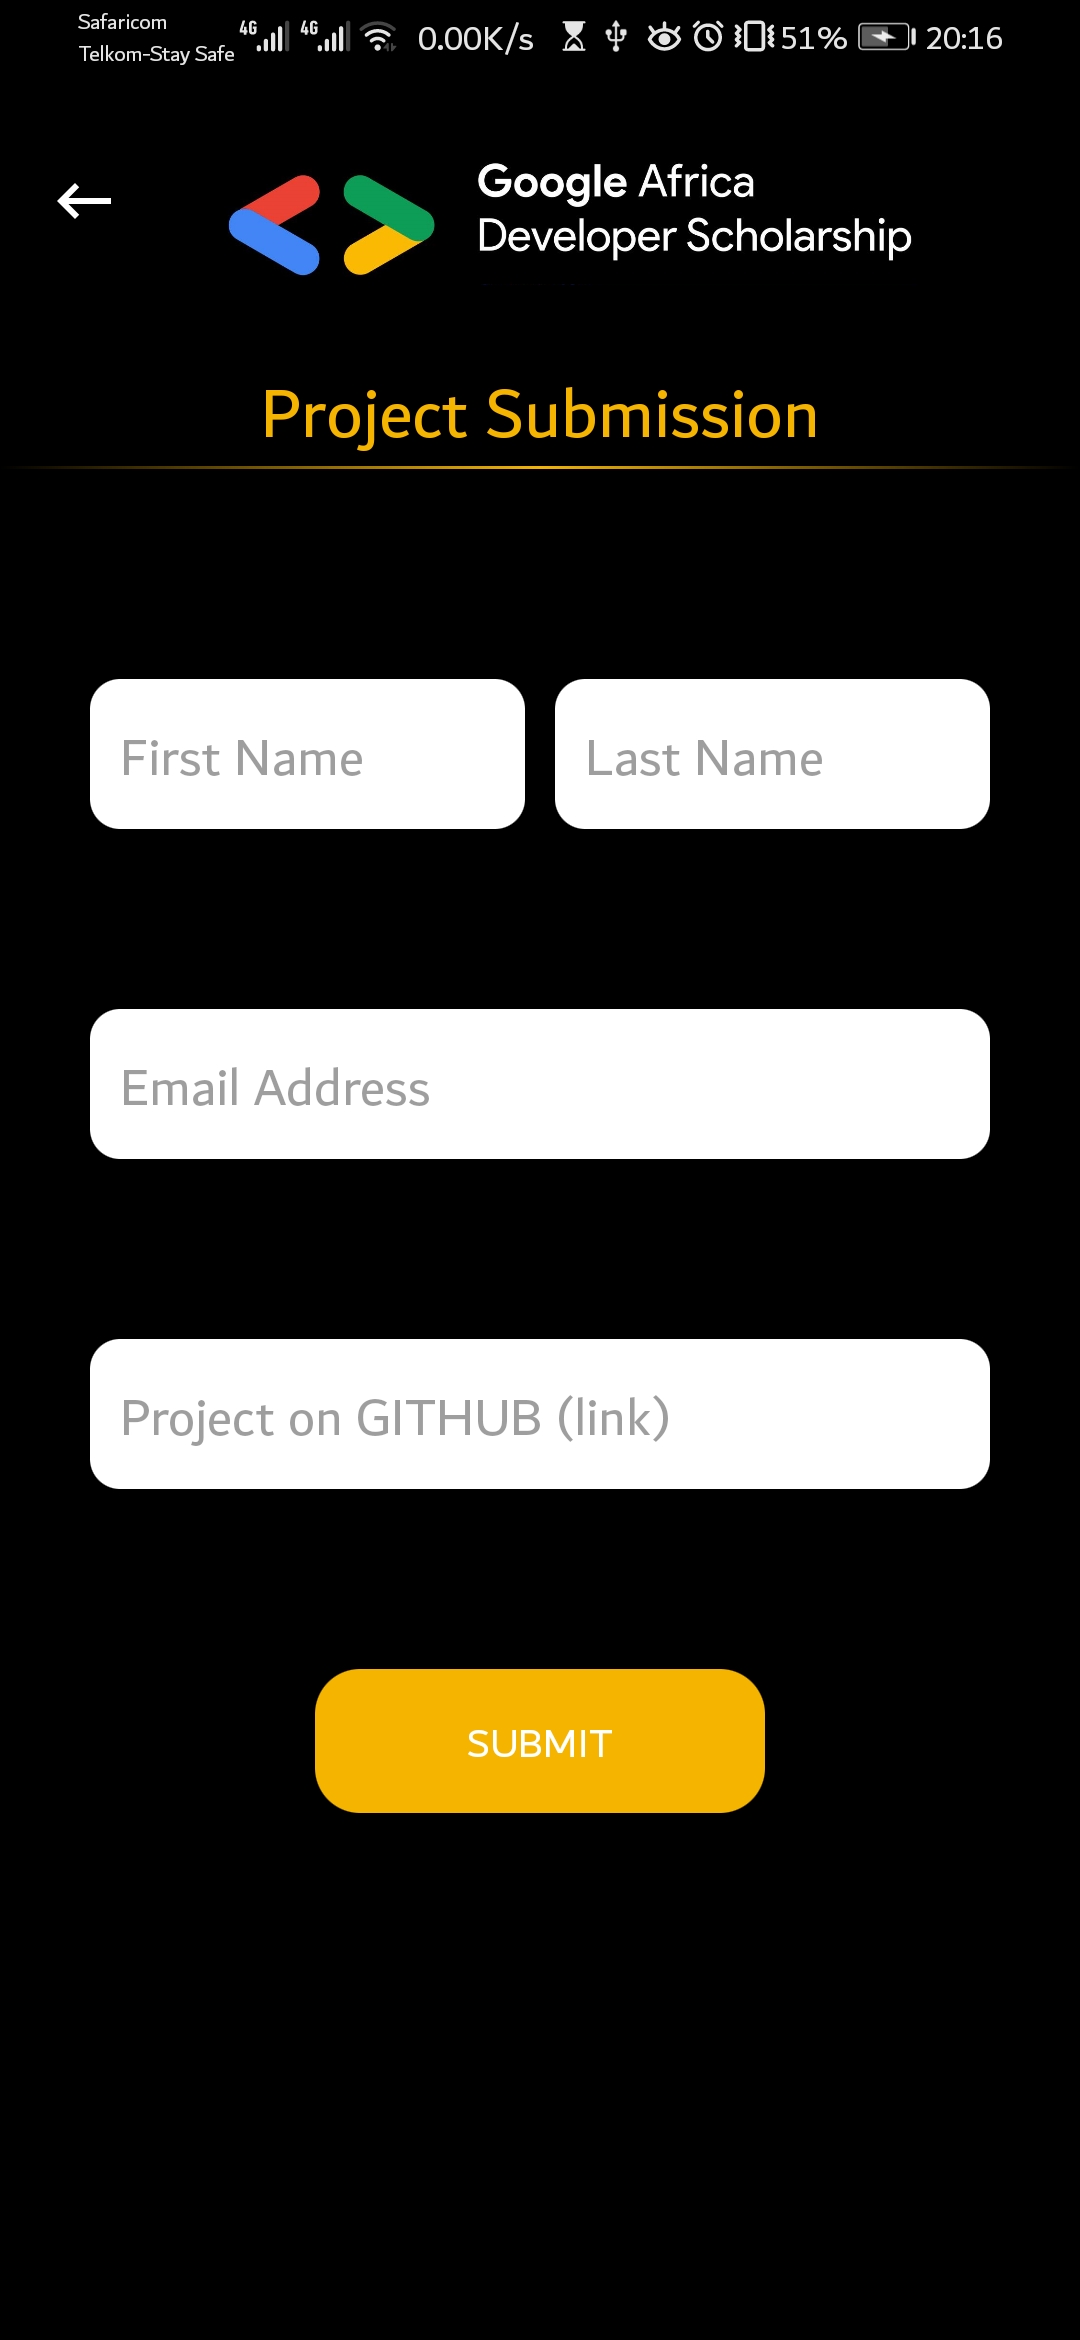 Safaricom
Telkom-Stay Safe
4G 4G 0.00K/s 51% 20:16
Google Africa
Developer Scholarship
Project Submission
First Name Last Name
Email Address
Project on GITHUB (link)
SUBMIT